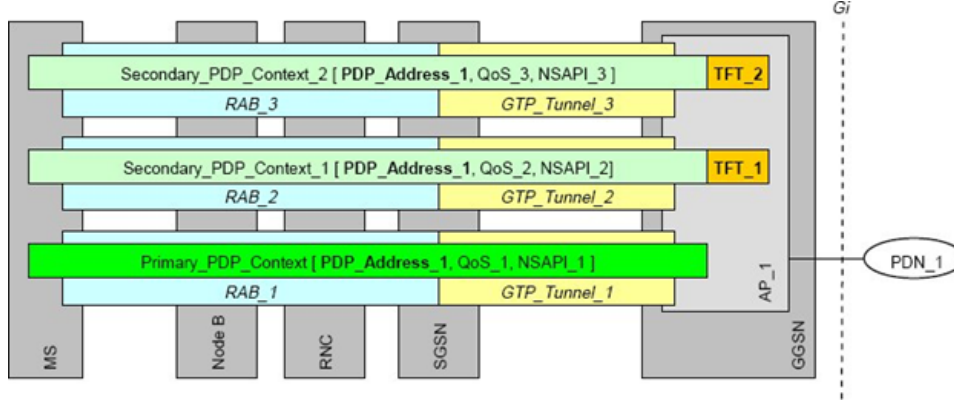 Gi
Secondary_PDP_Context_2 [ PDP_Address_1, QoS_3, NSAPI_3 ]
TFT_2
RAB_3
GTP_Tunnel_3
Secondary_PDP_Context_1 [ PDP_Address_1, QoS_2, NSAPI_2]
TFT_1
RAB_2
GTP_Tunnel_2
Primary_PDP_Context [ PDP_Address_1, QoS_1, NSAPI_1 ]
RAB_1
GTP_Tunnel_1
AP_1
PDN_1
MS
Node B
RNC
SGSN
GGSN